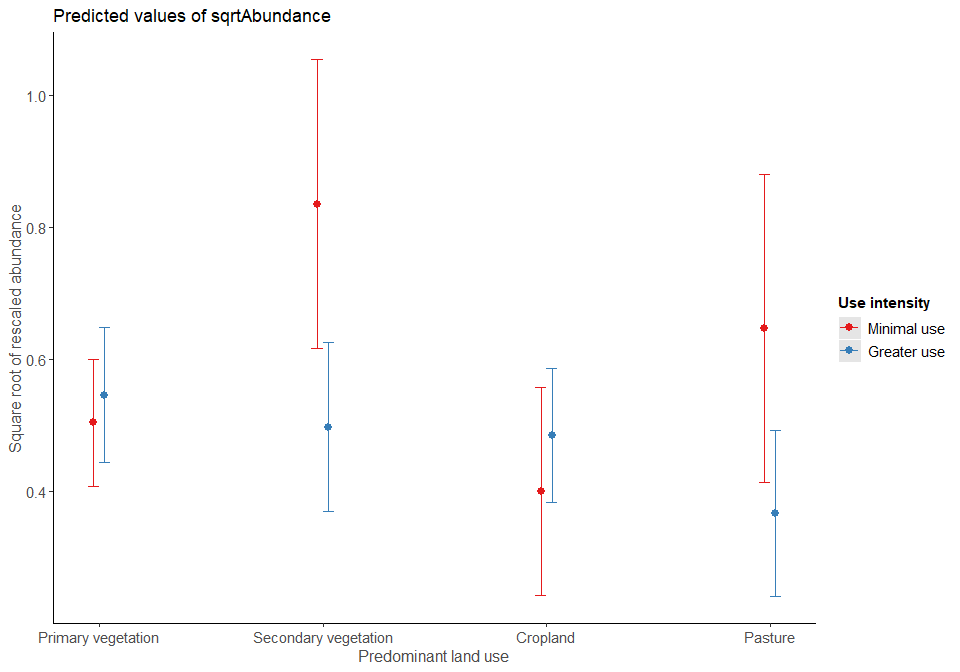 Predicted values of sqrtAbundance
Square root of rescaled abundance
1.0
0.8
0.6
0.4
Primary vegetation
Secondary vegetation
Cropland
Pasture
Predominant land use
Use intensity
Minimal use
Greater use